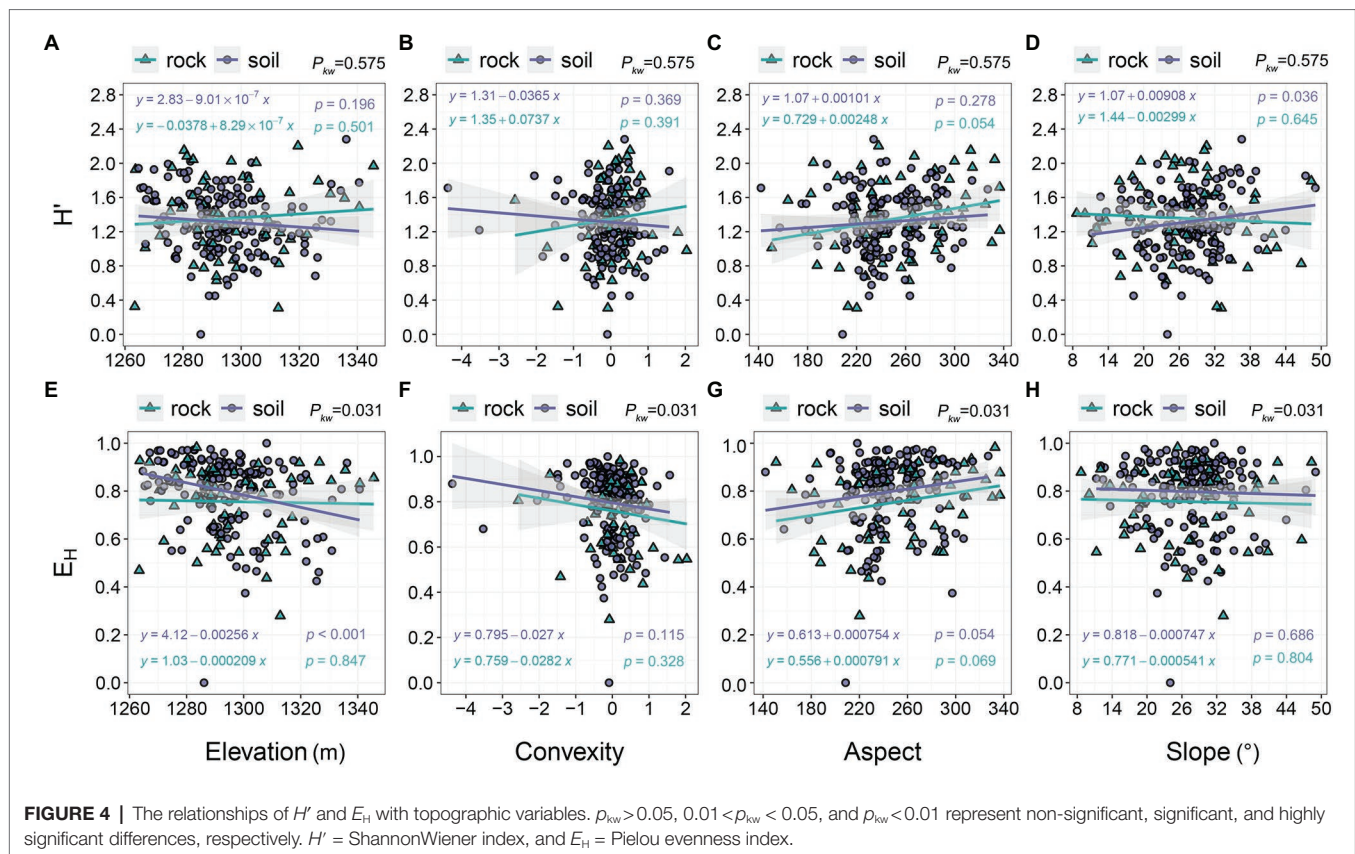 A B C D
rock soil P_kw=0.575 rock soil P_kw=0.575 rock soil P_kw=0.575 rock soil P_kw=0.575
y = 2.83 − 9.01 × 10⁻⁷ x p = 0.196
y = − 0.0378 + 8.29 × 10⁻⁷ x p = 0.501
y = 1.31 − 0.0365 x p = 0.369
y = 1.35 + 0.0737 x p = 0.391
y = 1.07 + 0.00101 x p = 0.278
y = 0.729 + 0.00248 x p = 0.054
y = 1.07 + 0.00908 x p = 0.036
y = 1.44 − 0.00299 x p = 0.645
H'
2.8
2.4
2.0
1.6
1.2
0.8
0.4
0.0
1260 1280 1300 1320 1340
−4 −3 −2 −1 0 1 2
140 180 220 260 300 340
8 14 20 26 32 38 44 50
E F G H
rock soil P_kw=0.031 rock soil P_kw=0.031 rock soil P_kw=0.031 rock soil P_kw=0.031
E_H
1.0
0.8
0.6
0.4
0.2
0.0
y = 4.12 − 0.00256 x p < 0.001
y = 1.03 − 0.000209 x p = 0.847
y = 0.795 − 0.027 x p = 0.115
y = 0.759 − 0.0282 x p = 0.328
y = 0.613 + 0.000754 x p = 0.054
y = 0.556 + 0.000791 x p = 0.069
y = 0.818 − 0.000747 x p = 0.686
y = 0.771 − 0.000541 x p = 0.804
1260 1280 1300 1320 1340
−4 −3 −2 −1 0 1 2
140 180 220 260 300 340
8 14 20 26 32 38 44 50
Elevation (m) Convexity Aspect Slope (°)
FIGURE 4 | The relationships of H′ and E_H with topographic variables. p_kw > 0.05, 0.01 < p_kw < 0.05, and p_kw < 0.01 represent non-significant, significant, and highly
significant differences, respectively. H′ = ShannonWiener index, and E_H = Pielou evenness index.